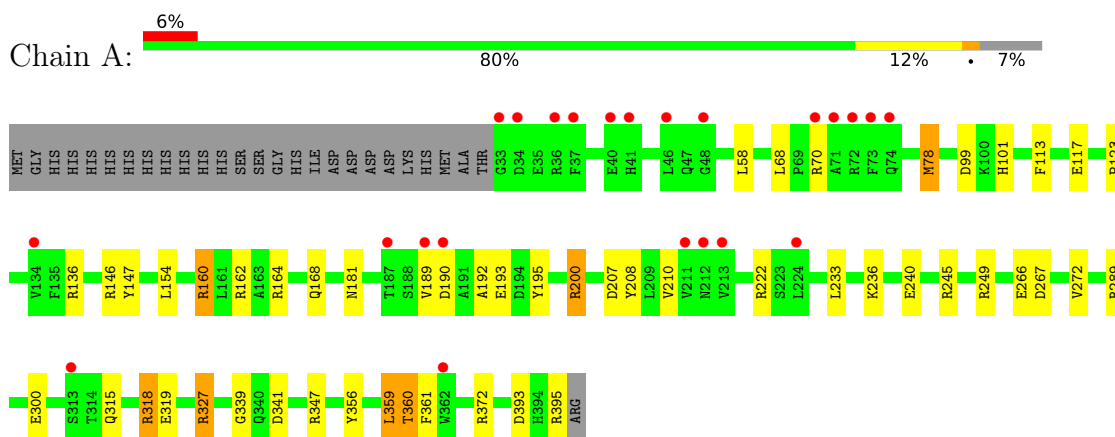 6%
Chain A:
80% 12% • 7%
MET GLY HIS HIS HIS HIS HIS HIS HIS HIS HIS HIS SER SER GLY HIS ILE ASP ASP ASP ASP LYS HIS MET ALA THR G33 D34 E35 R36 F37 E40 H41 L46 Q47 G48 L58 L68 P69 R70 A71 R72 F73 Q74 M78 D99 K100 H101 F113 E117 R123
V134 F135 R136 R146 Y147 L154 R160 L161 R162 A163 R164 Q168 N181 T187 S188 V189 D190 A191 A192 E193 D194 Y195 R200 D207 Y208 L209 V210 V211 N212 V213 R222 S223 L224 L233 K236 E240 R245 R249 E266 D267 V272 R289
E300 S313 T314 Q315 R318 E319 R327 G339 Q340 D341 R347 Y356 L359 T360 F361 W362 R372 D393 H394 R395 ARG